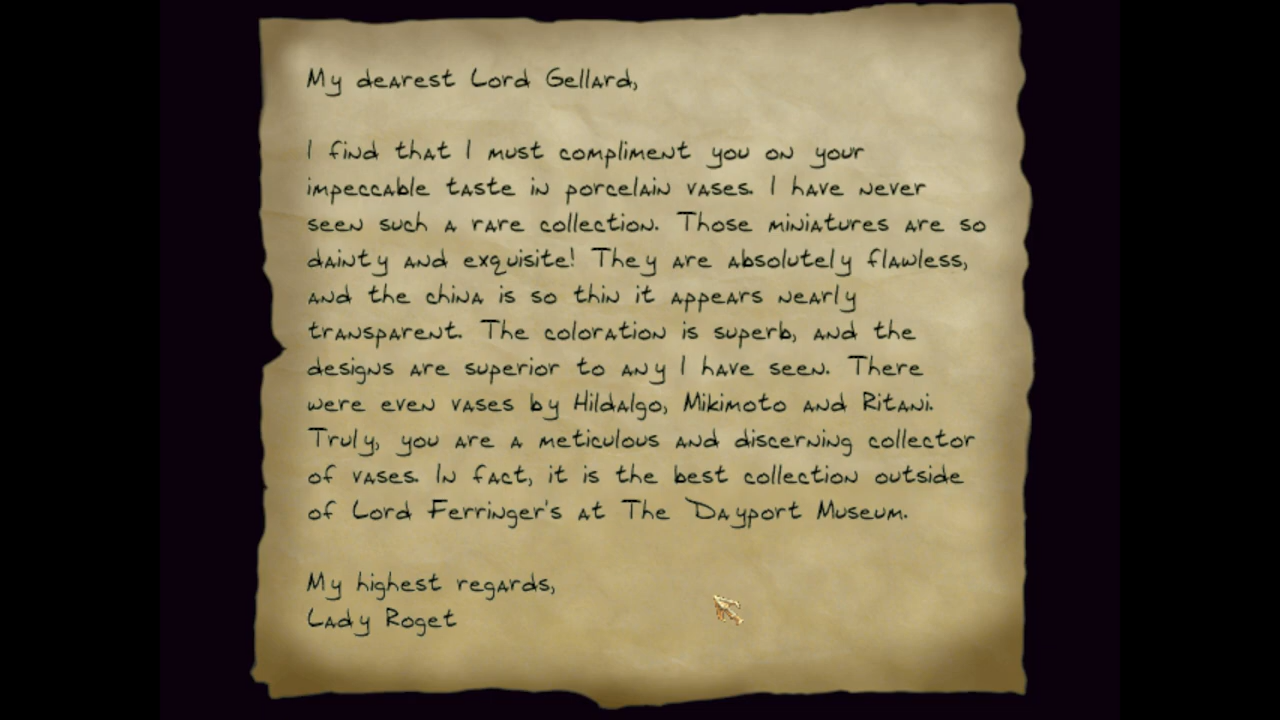 My dearest Lord Gellard,
I find that I must compliment you on your
impeccable taste in porcelain vases. I have never
seen such a rare collection. Those miniatures are so
dainty and exquisite! They are absolutely flawless,
and the china is so thin it appears nearly
transparent. The coloration is superb, and the
designs are superior to any I have seen. There
were even vases by Hildalgo, Mikimoto and Ritani.
Truly, you are a meticulous and discerning collector
of vases. In fact, it is the best collection outside
of Lord Ferringer's at The Dayport Museum.
My highest regards,
Lady Roget